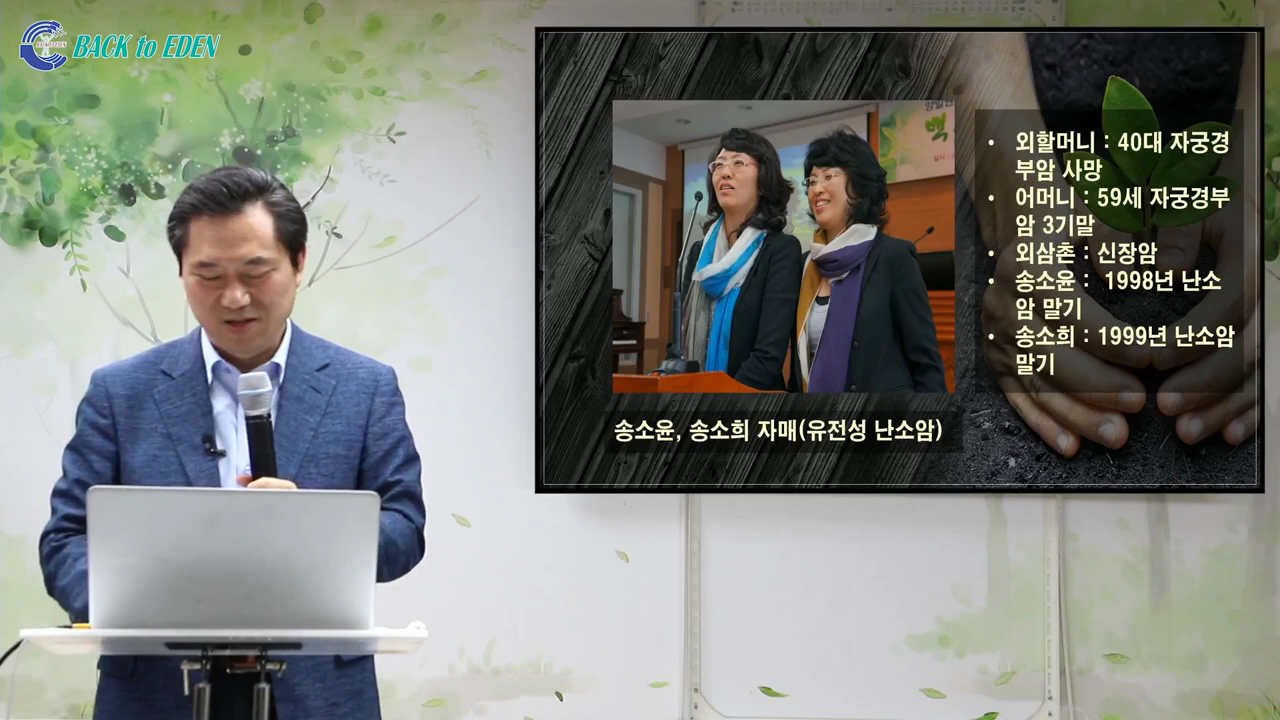 BACK to EDEN
• 외할머니 : 40대 자궁경
부암 사망
• 어머니 : 59세 자궁경부
암 3기말
• 외삼촌 : 신장암
• 송소윤 : 1998년 난소
암 말기
• 송소희 : 1999년 난소암
말기
송소윤, 송소희 자매(유전성 난소암)